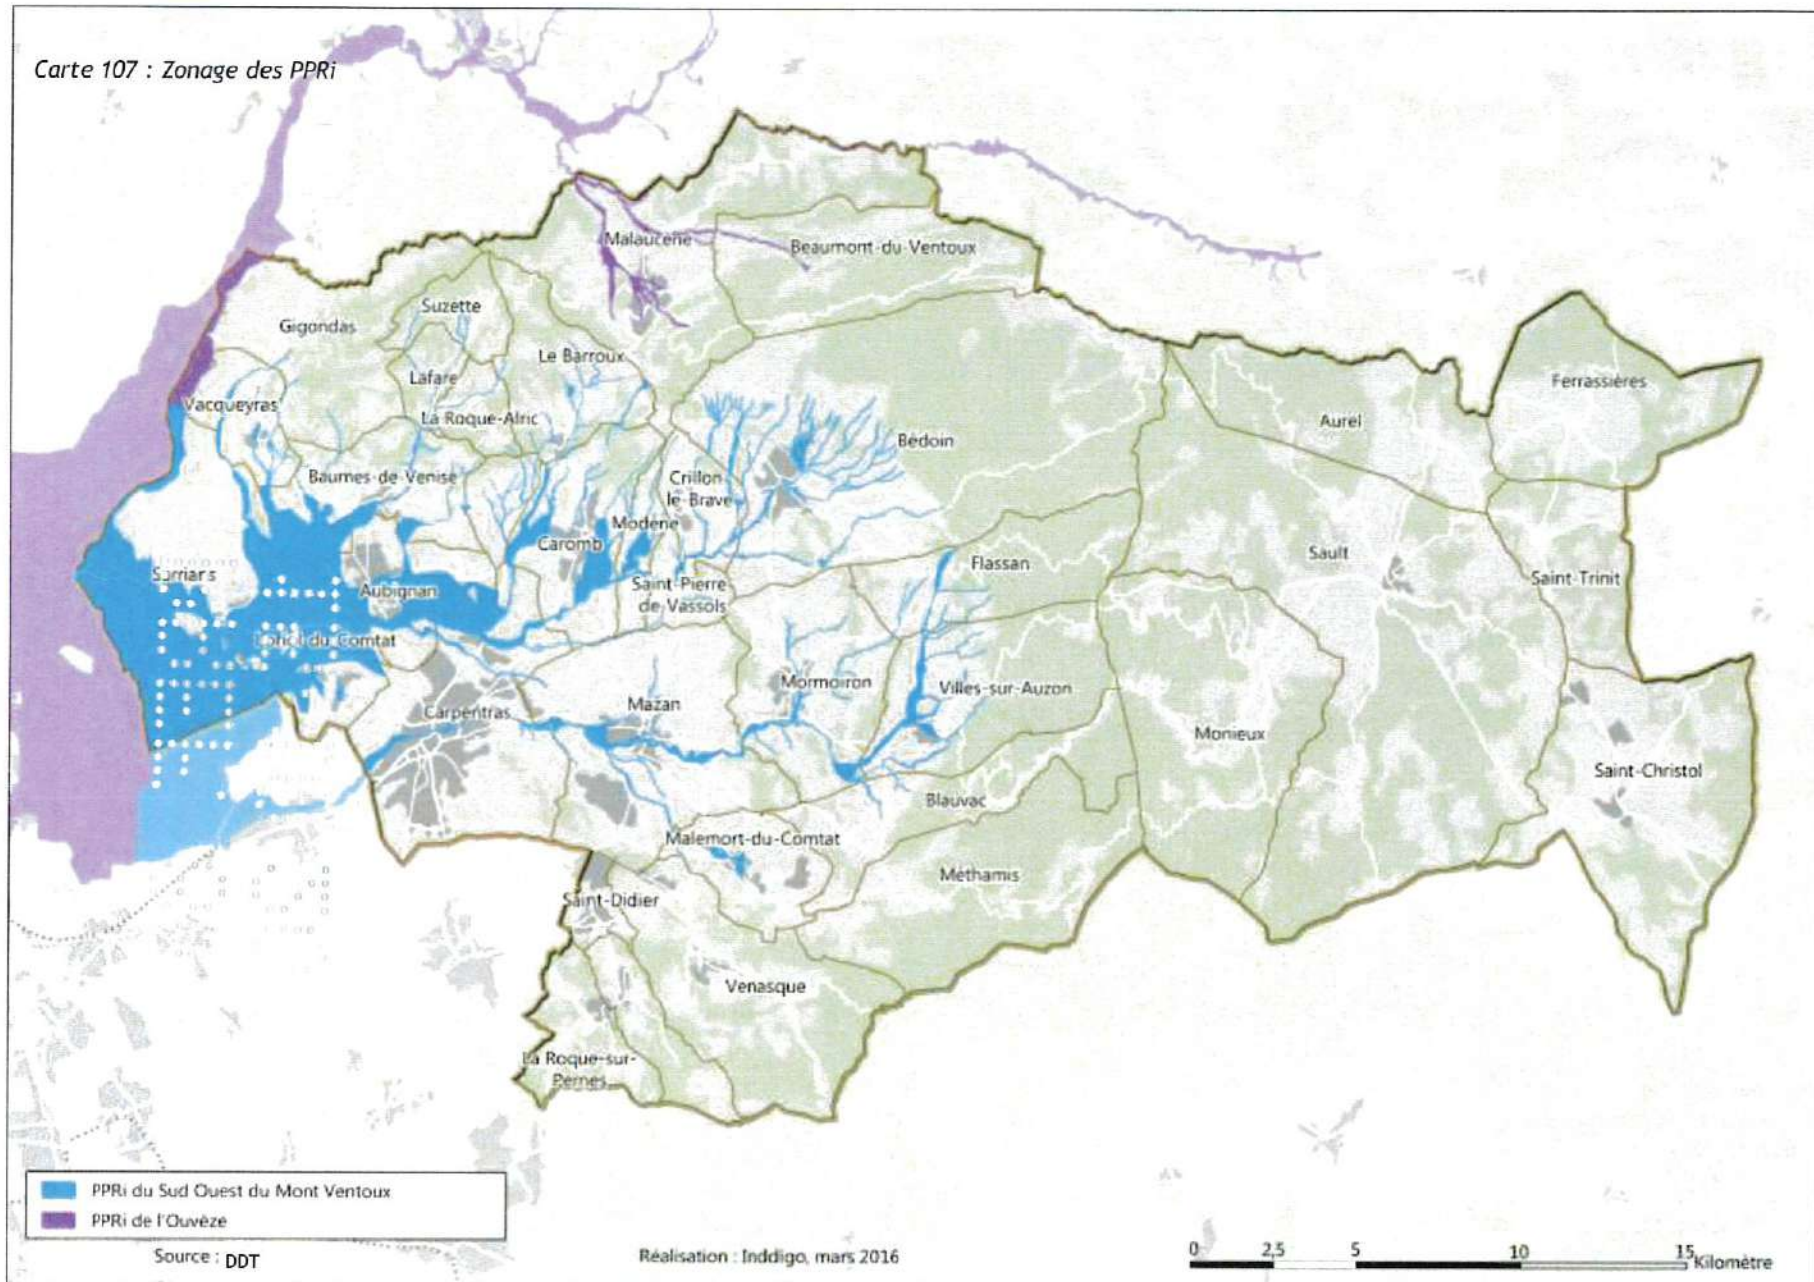 Carte 107 : Zonage des PPRi
Malaucène
Beaumont-du-Ventoux
Suzette
Gigondas
Le Barroux
Lafare
Ferrassières
Vacqueyras
La Roque-Alric
Aurel
Bédoin
Baumes-de-Venise
Crillon
le-Brave
Modène
Caromb
Sault
Flassan
Sarrians
Aubignan
Saint-Pierre
de-Vassols
Saint-Trinit
Loriol-du-Comtat
Mormoiron
Villes-sur-Auzon
Mazan
Carpentras
Monieux
Saint-Christol
Blauvac
Malemort-du-Comtat
Méthamis
Saint-Didier
Venasque
La Roque-sur-
Pernes
PPRi du Sud Ouest du Mont Ventoux
PPRi de l'Ouvèze
Source : DDT
Réalisation : Inddigo, mars 2016
0 2,5 5 10 15
Kilomètre